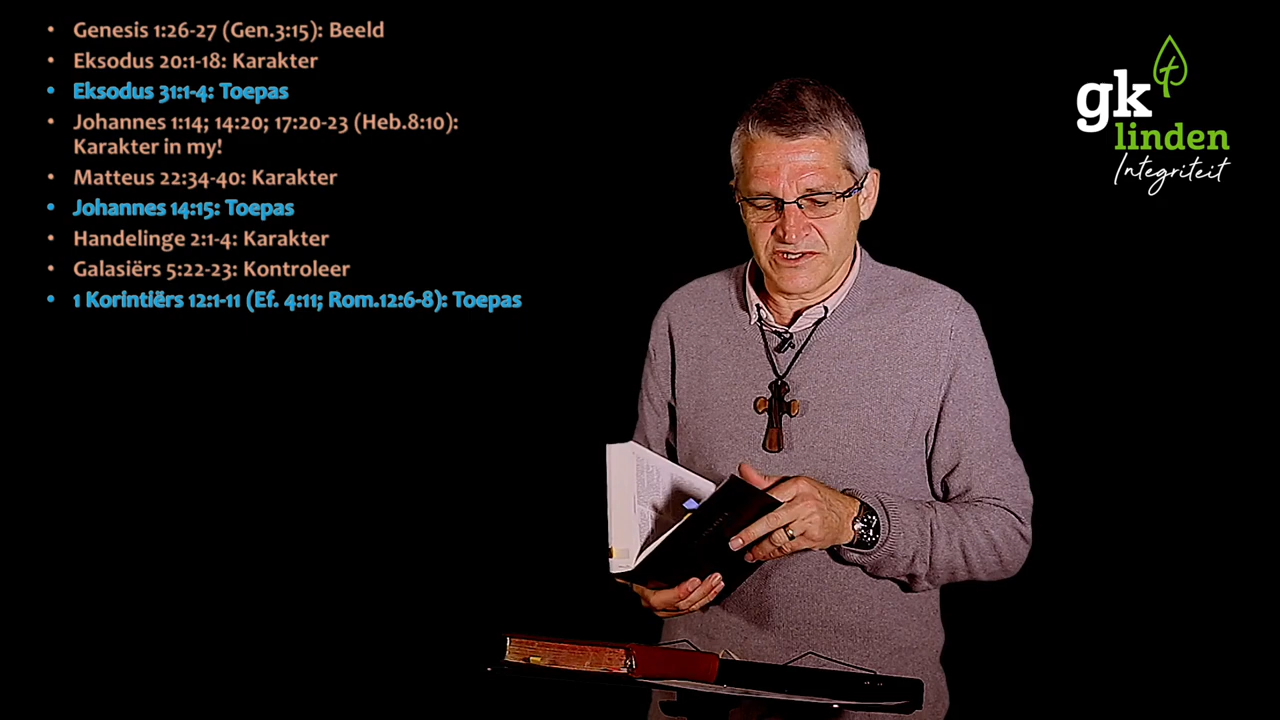 • Genesis 1:26-27 (Gen.3:15): Beeld
• Eksodus 20:1-18: Karakter
• Eksodus 31:1-4: Toepas
• Johannes 1:14; 14:20; 17:20-23 (Heb.8:10):
Karakter in my!
• Matteus 22:34-40: Karakter
• Johannes 14:15: Toepas
• Handelinge 2:1-4: Karakter
• Galasiërs 5:22-23: Kontroleer
• 1 Korintiërs 12:1-11 (Ef. 4:11; Rom.12:6-8): Toepas
gk
linden
Integriteit